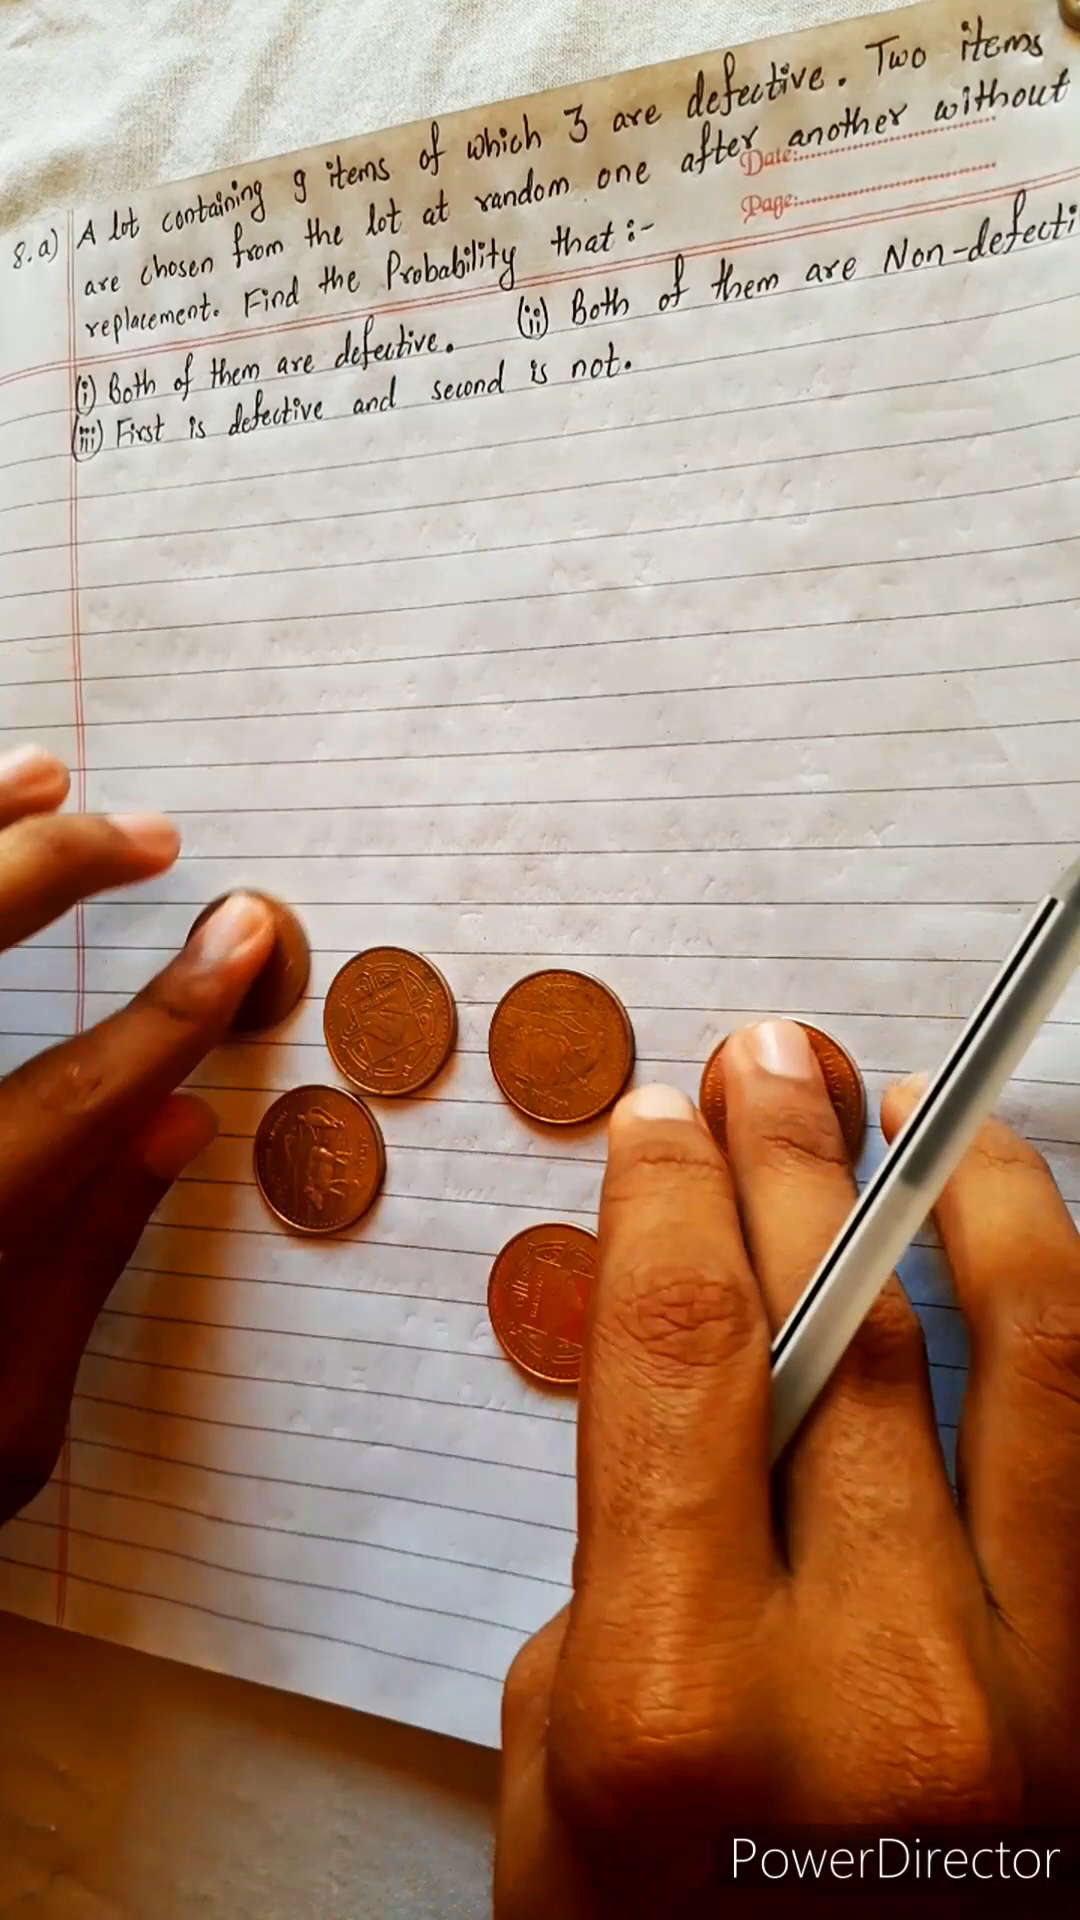 8.a) A lot containing 9 items of which 3 are defective. Two items
are chosen from the lot at random one after another without
replacement. Find the Probability that :-
Date:
Page:
(i) Both of them are defective. (ii) Both of them are Non-defecti
(iii) First is defective and second is not.
PowerDirector